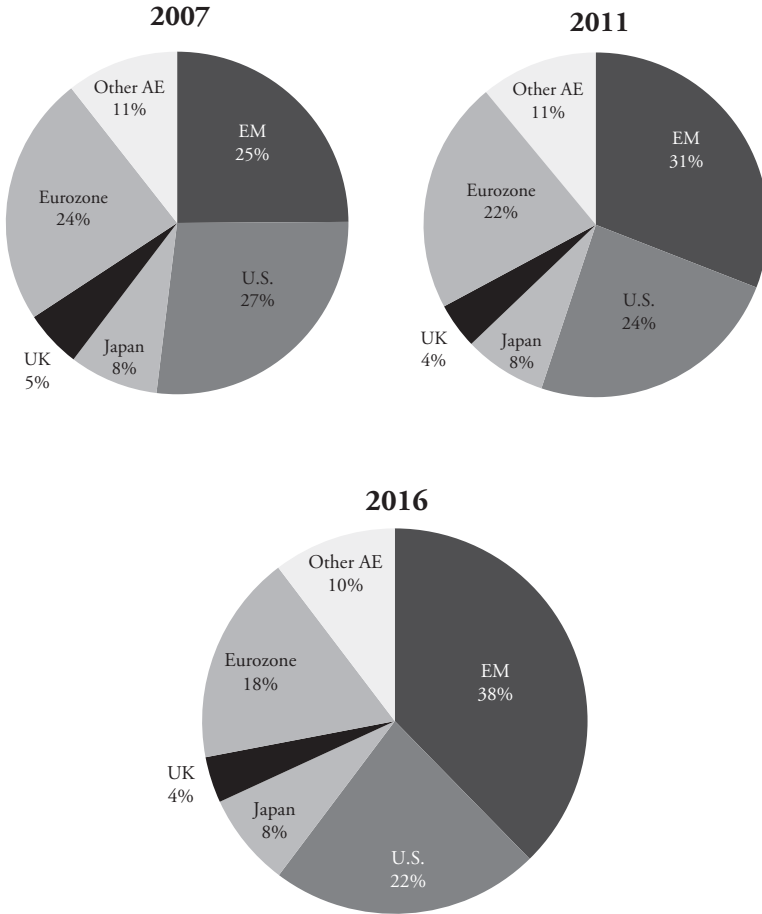 2007
Other AE
11%
EM
25%
Eurozone
24%
U.S.
27%
Japan
8%
UK
5%
2011
Other AE
11%
EM
31%
Eurozone
22%
U.S.
24%
Japan
8%
UK
4%
2016
Other AE
10%
EM
38%
Eurozone
18%
UK
4%
Japan
8%
U.S.
22%